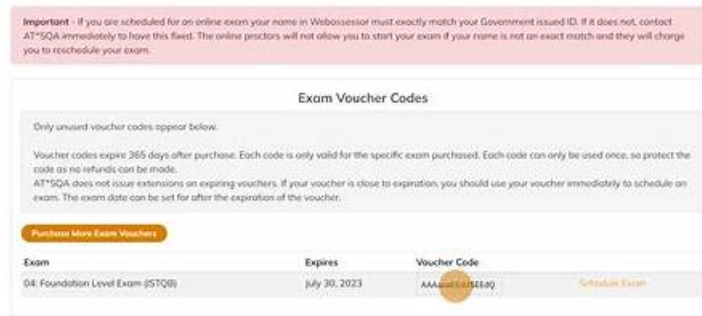 Important - If you are scheduled for an online exam your name in Webassessor must exactly match your Government issued ID. If it does not, contact
AT*SQA immediately to have this fixed. The online proctors will not allow you to start your exam if your name is not an exact match and they will charge
you to reschedule your exam.
Exam Voucher Codes
Only unused voucher codes appear below.
Voucher codes expire 365 days after purchase. Each code is only valid for the specific exam purchased. Each code can only be used once, so protect the
code as no refunds can be made.
AT*SQA does not issue extensions on expiring vouchers. If your voucher is close to expiration, you should use your voucher immediately to schedule an
exam. The exam date can be set for after the expiration of the voucher.
Purchase More Exam Vouchers
Exam Expires Voucher Code
04: Foundation Level Exam (ISTQB) July 30, 2023 Schedule Exam